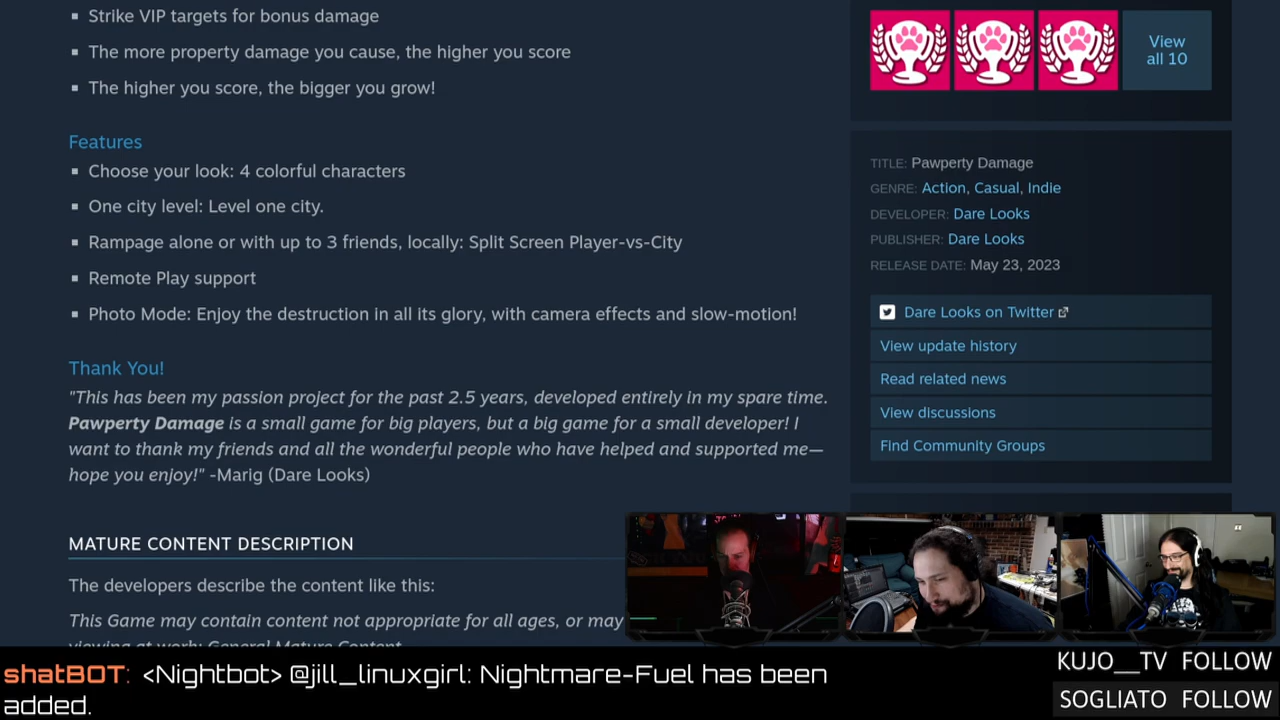 Strike VIP targets for bonus damage
The more property damage you cause, the higher you score
The higher you score, the bigger you grow!
Features
Choose your look: 4 colorful characters
One city level: Level one city.
Rampage alone or with up to 3 friends, locally: Split Screen Player-vs-City
Remote Play support
Photo Mode: Enjoy the destruction in all its glory, with camera effects and slow-motion!
Thank You!
"This has been my passion project for the past 2.5 years, developed entirely in my spare time.
Pawperty Damage is a small game for big players, but a big game for a small developer! I
want to thank my friends and all the wonderful people who have helped and supported me—
hope you enjoy!" -Marig (Dare Looks)
MATURE CONTENT DESCRIPTION
The developers describe the content like this:
This Game may contain content not appropriate for all ages, or may
viewing at work: General Mature Content
View
all 10
TITLE: Pawperty Damage
GENRE: Action, Casual, Indie
DEVELOPER: Dare Looks
PUBLISHER: Dare Looks
RELEASE DATE: May 23, 2023
Dare Looks on Twitter
View update history
Read related news
View discussions
Find Community Groups
shatBOT: <Nightbot> @jill_linuxgirl: Nightmare-Fuel has been
added.
KUJO__TV FOLLOW
SOGLIATO FOLLOW